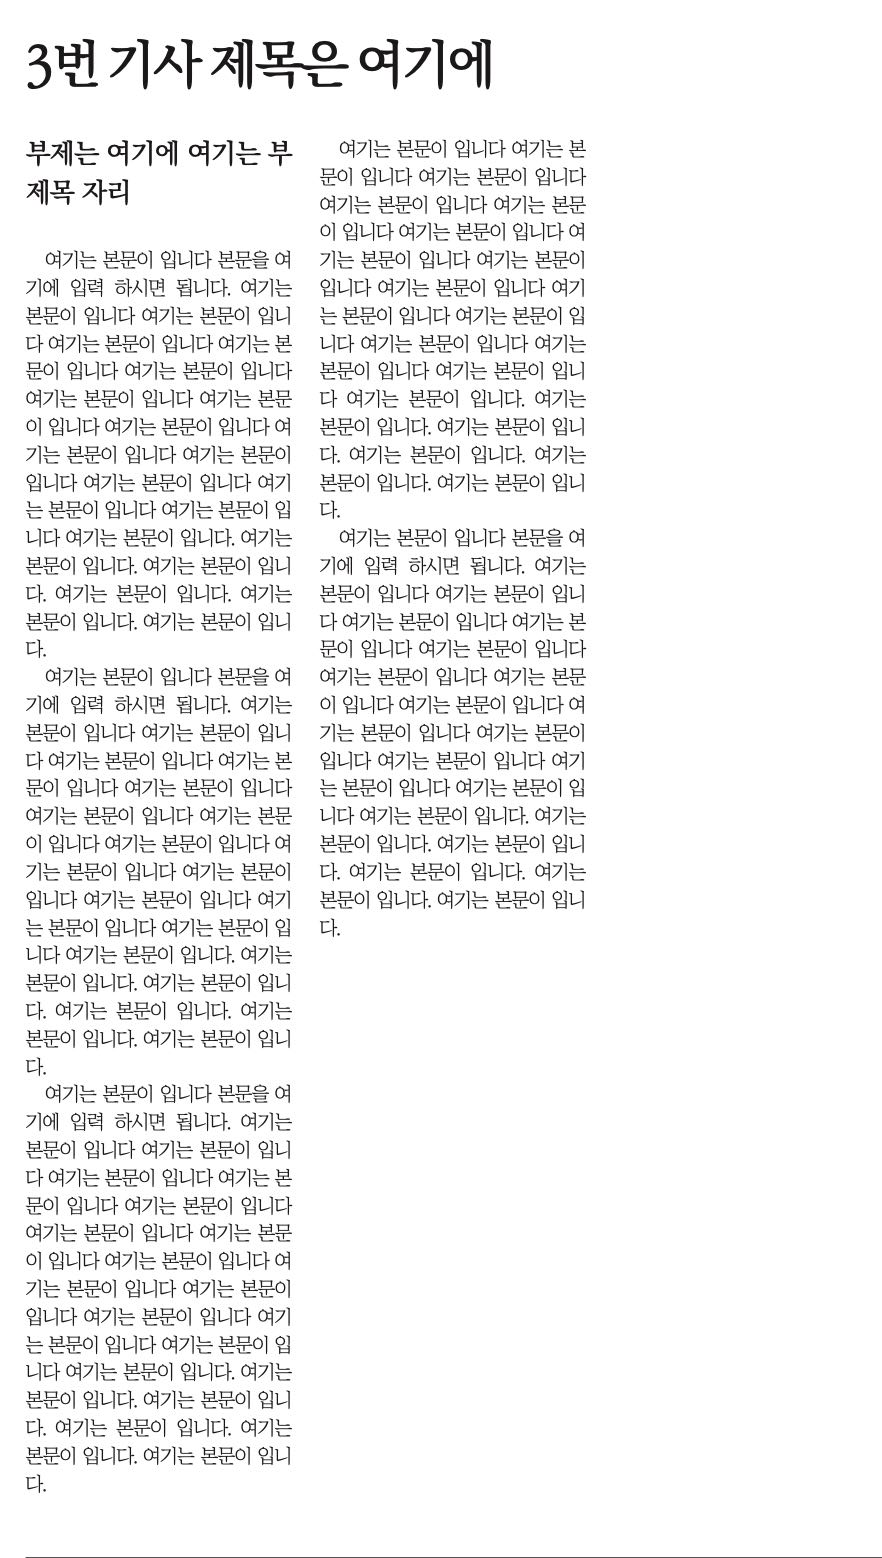 3번 기사 제목은 여기에
부제는 여기에 여기는 부
제목 자리
여기는 본문이 입니다 본문을 여
기에 입력 하시면 됩니다. 여기는
본문이 입니다 여기는 본문이 입니
다 여기는 본문이 입니다 여기는 본
문이 입니다 여기는 본문이 입니다
여기는 본문이 입니다 여기는 본문
이 입니다 여기는 본문이 입니다 여
기는 본문이 입니다 여기는 본문이
입니다 여기는 본문이 입니다 여기
는 본문이 입니다 여기는 본문이 입
니다 여기는 본문이 입니다. 여기는
본문이 입니다. 여기는 본문이 입니
다. 여기는 본문이 입니다. 여기는
본문이 입니다. 여기는 본문이 입니
다.
여기는 본문이 입니다 본문을 여
기에 입력 하시면 됩니다. 여기는
본문이 입니다 여기는 본문이 입니
다 여기는 본문이 입니다 여기는 본
문이 입니다 여기는 본문이 입니다
여기는 본문이 입니다 여기는 본문
이 입니다 여기는 본문이 입니다 여
기는 본문이 입니다 여기는 본문이
입니다 여기는 본문이 입니다 여기
는 본문이 입니다 여기는 본문이 입
니다 여기는 본문이 입니다. 여기는
본문이 입니다. 여기는 본문이 입니
다. 여기는 본문이 입니다. 여기는
본문이 입니다. 여기는 본문이 입니
다.
여기는 본문이 입니다 본문을 여
기에 입력 하시면 됩니다. 여기는
본문이 입니다 여기는 본문이 입니
다 여기는 본문이 입니다 여기는 본
문이 입니다 여기는 본문이 입니다
여기는 본문이 입니다 여기는 본문
이 입니다 여기는 본문이 입니다 여
기는 본문이 입니다 여기는 본문이
입니다 여기는 본문이 입니다 여기
는 본문이 입니다 여기는 본문이 입
니다 여기는 본문이 입니다. 여기는
본문이 입니다. 여기는 본문이 입니
다. 여기는 본문이 입니다. 여기는
본문이 입니다. 여기는 본문이 입니
다.
여기는 본문이 입니다 여기는 본
문이 입니다 여기는 본문이 입니다
여기는 본문이 입니다 여기는 본문
이 입니다 여기는 본문이 입니다 여
기는 본문이 입니다 여기는 본문이
입니다 여기는 본문이 입니다 여기
는 본문이 입니다 여기는 본문이 입
니다 여기는 본문이 입니다 여기는
본문이 입니다 여기는 본문이 입니
다 여기는 본문이 입니다. 여기는
본문이 입니다. 여기는 본문이 입니
다. 여기는 본문이 입니다. 여기는
본문이 입니다. 여기는 본문이 입니
다.
여기는 본문이 입니다 본문을 여
기에 입력 하시면 됩니다. 여기는
본문이 입니다 여기는 본문이 입니
다 여기는 본문이 입니다 여기는 본
문이 입니다 여기는 본문이 입니다
여기는 본문이 입니다 여기는 본문
이 입니다 여기는 본문이 입니다 여
기는 본문이 입니다 여기는 본문이
입니다 여기는 본문이 입니다 여기
는 본문이 입니다 여기는 본문이 입
니다 여기는 본문이 입니다. 여기는
본문이 입니다. 여기는 본문이 입니
다. 여기는 본문이 입니다. 여기는
본문이 입니다. 여기는 본문이 입니
다.